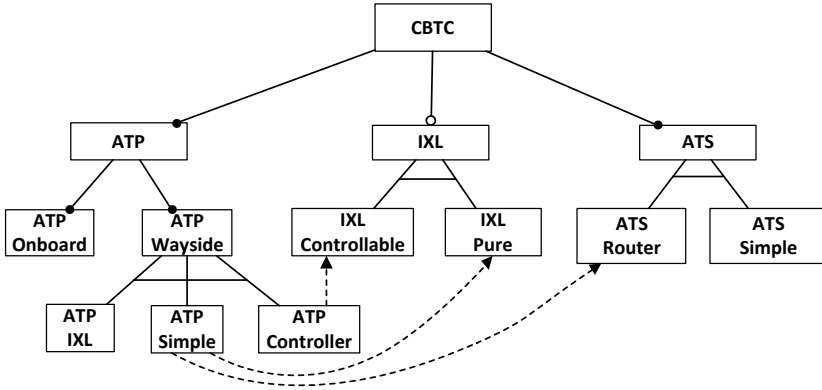 CBTC
ATP
IXL
ATS
ATP
Onboard
ATP
Wayside
IXL
Controllable
IXL
Pure
ATS
Router
ATS
Simple
ATP
IXL
ATP
Simple
ATP
Controller